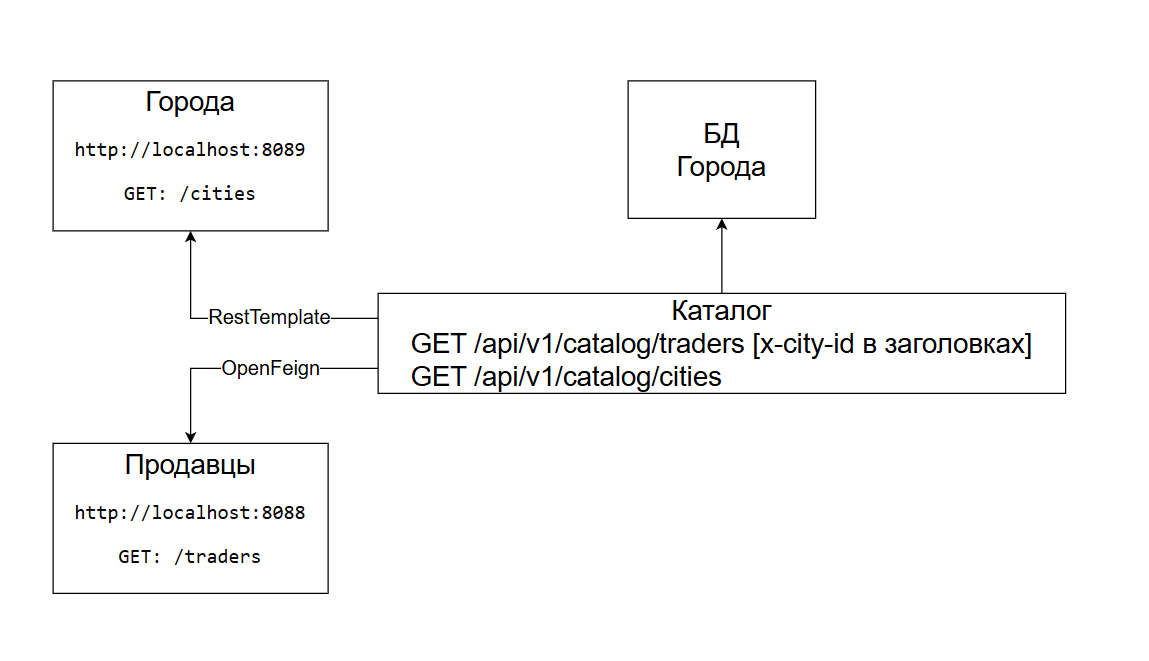 Города
http://localhost:8089
GET: /cities
БД
Города
RestTemplate
Каталог
GET /api/v1/catalog/traders [x-city-id в заголовках]
GET /api/v1/catalog/cities
OpenFeign
Продавцы
http://localhost:8088
GET: /traders